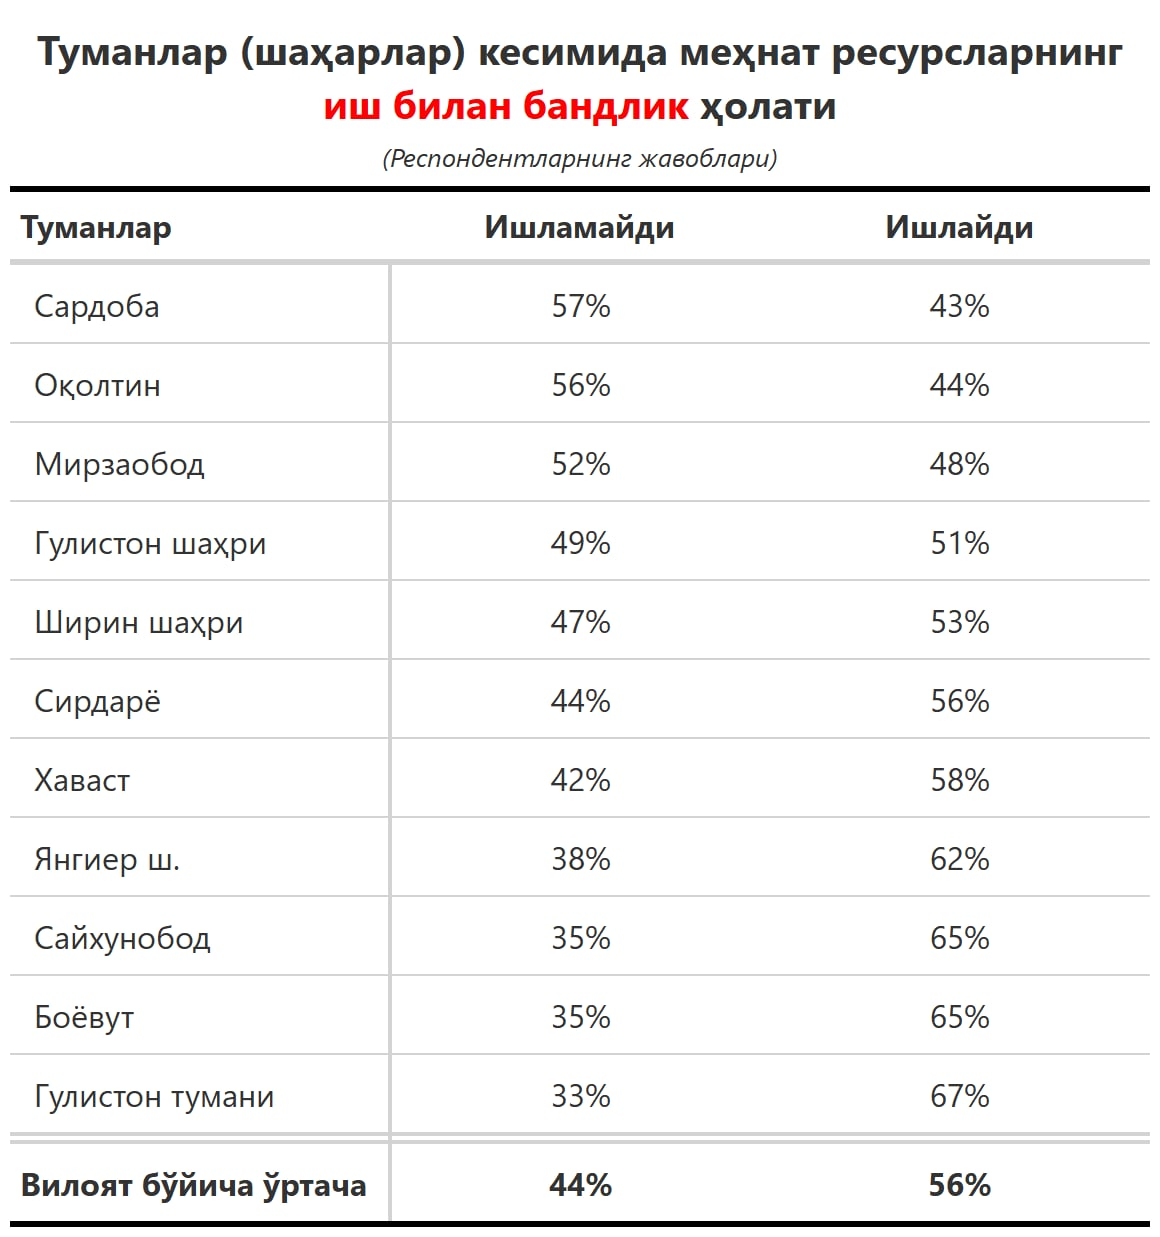 Туманлар (шаҳарлар) кесимида меҳнат ресурсларнинг
иш билан бандлик ҳолати
(Респондентларнинг жавоблари)
Туманлар Ишламайди Ишлайди
Сардоба 57% 43%
Оқолтин 56% 44%
Мирзаобод 52% 48%
Гулистон шаҳри 49% 51%
Ширин шаҳри 47% 53%
Сирдарё 44% 56%
Хаваст 42% 58%
Янгиер ш. 38% 62%
Сайхунобод 35% 65%
Боёвут 35% 65%
Гулистон тумани 33% 67%
Вилоят бўйича ўртача 44% 56%